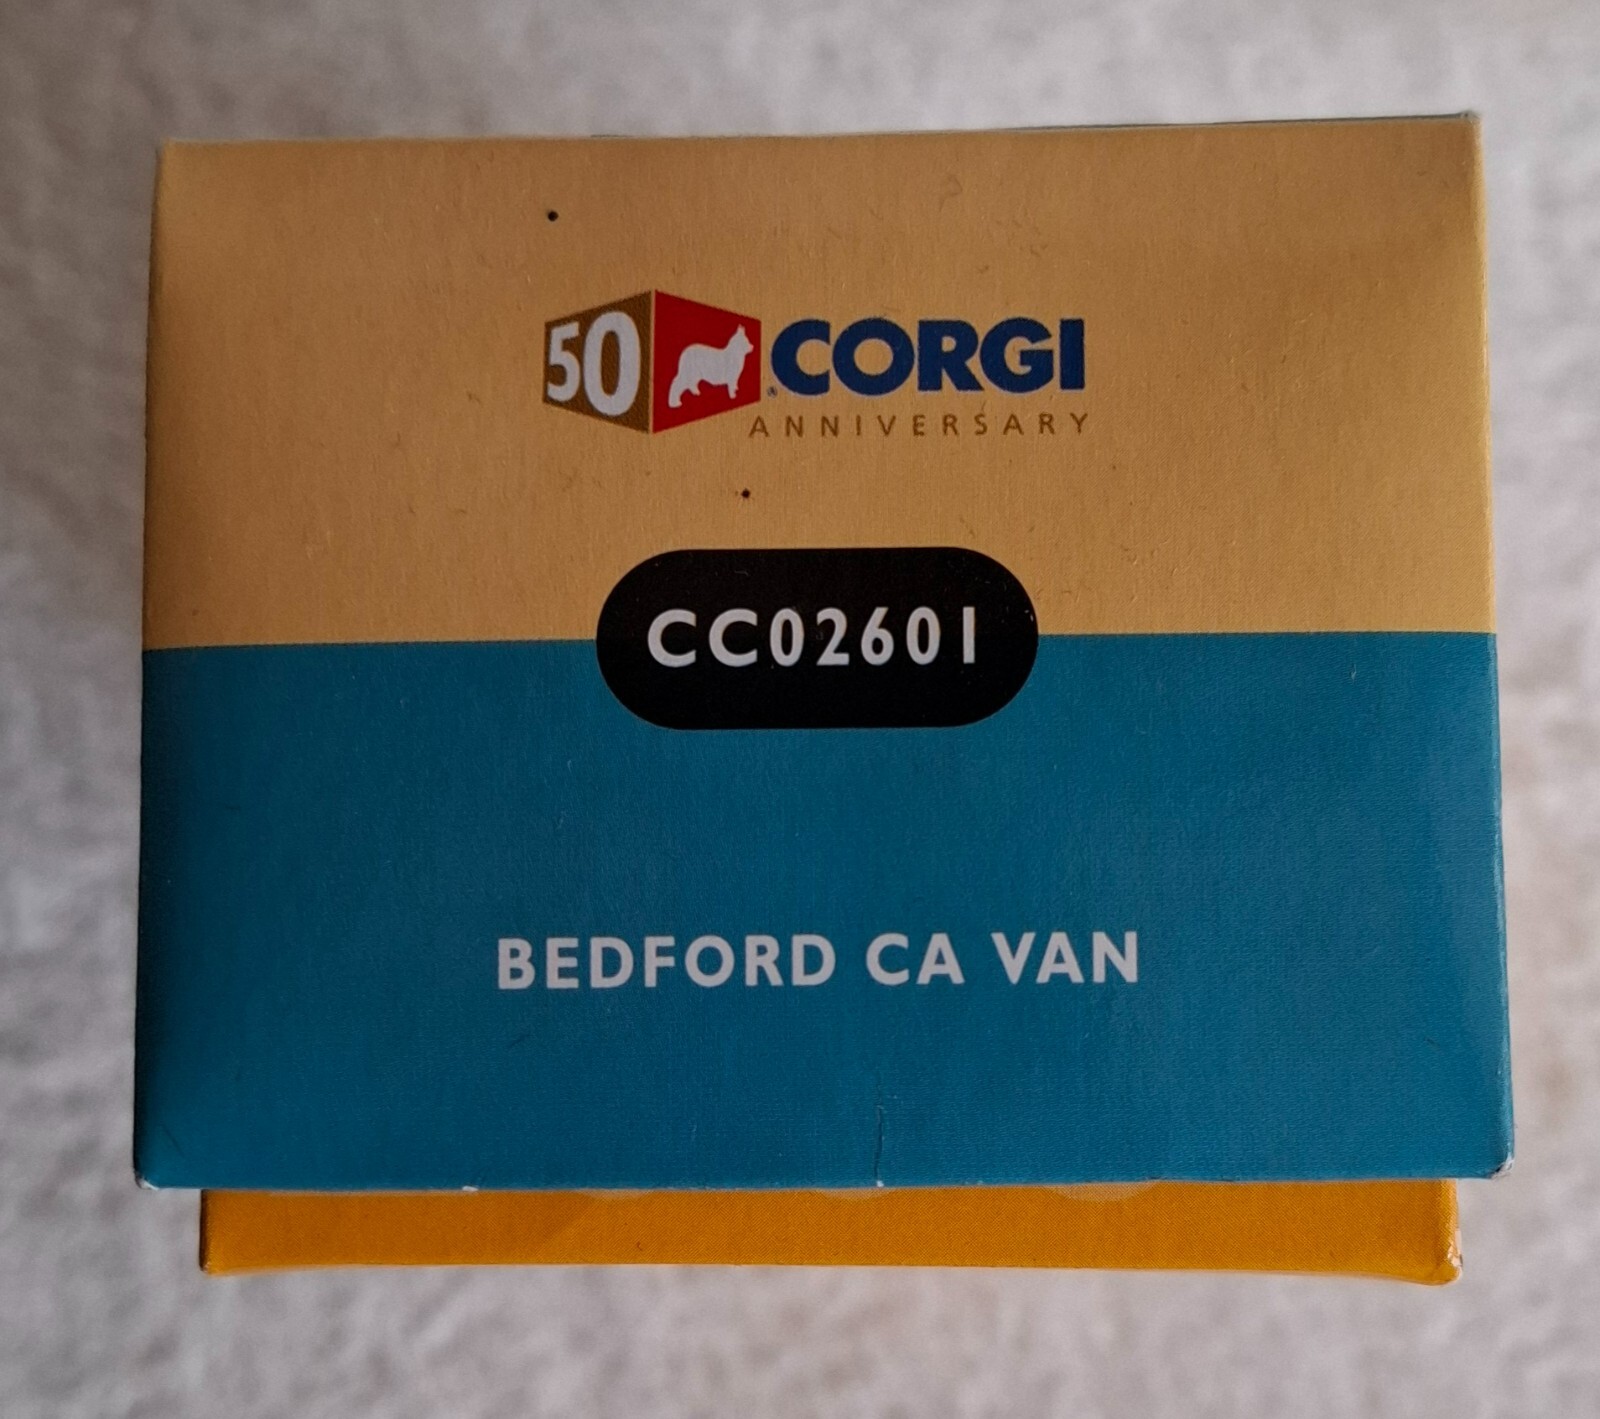 50 ®CORGI
ANNIVERSARY
CC02601
BEDFORD CA VAN